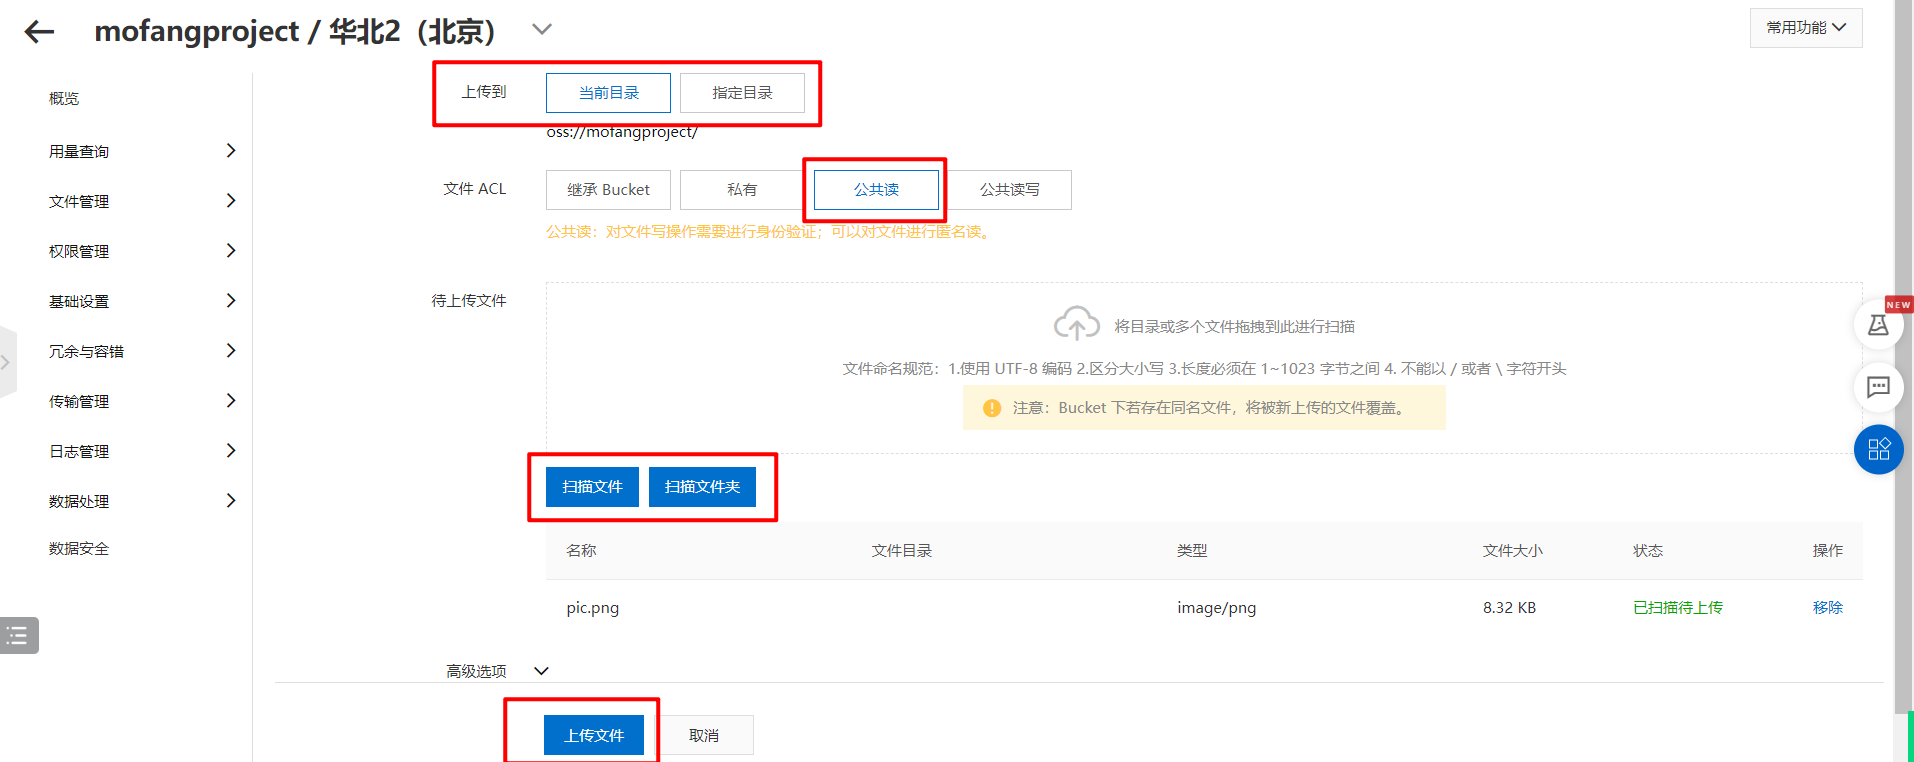 mofangproject / 华北2（北京）
常用功能
概览
用量查询
文件管理
权限管理
基础设置
冗余与容错
传输管理
日志管理
数据处理
数据安全
上传到 当前目录 指定目录
oss://mofangproject/
文件 ACL 继承 Bucket 私有 公共读 公共读写
公共读：对文件写操作需要进行身份验证；可以对文件进行匿名读。
待上传文件
将目录或多个文件拖拽到此进行扫描
文件命名规范：1.使用 UTF-8 编码 2.区分大小写 3.长度必须在 1~1023 字节之间 4. 不能以 / 或者 \ 字符开头
注意：Bucket 下若存在同名文件，将被新上传的文件覆盖。
扫描文件 扫描文件夹
名称 文件目录 类型 文件大小 状态 操作
pic.png image/png 8.32 KB 已扫描待上传 移除
高级选项
上传文件 取消
NEW